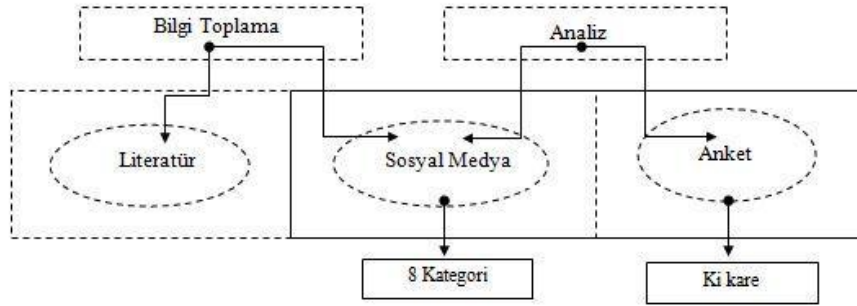 Bilgi Toplama
Analiz
Literatür
Sosyal Medya
Anket
8 Kategori
Ki kare